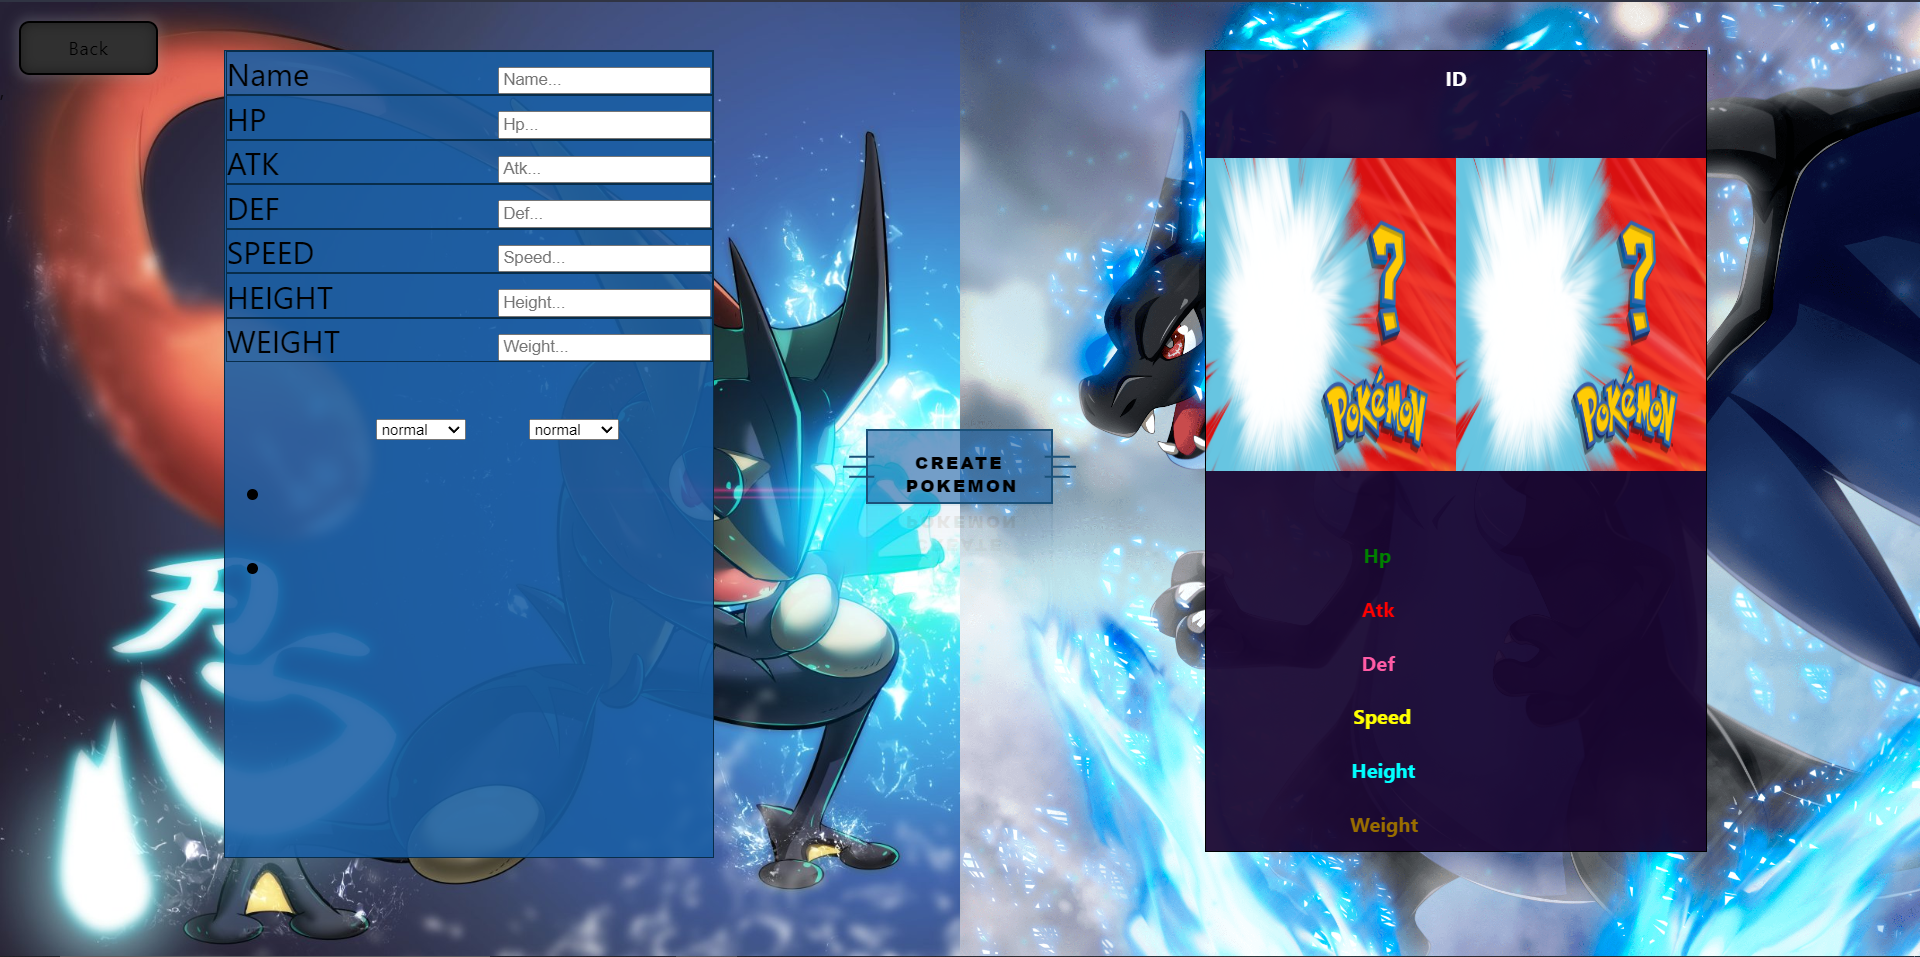 Back
Name
Name...
HP
Hp...
ATK
Atk...
DEF
Def...
SPEED
Speed...
HEIGHT
Height...
WEIGHT
Weight...
normal
normal
忍
CREATE
POKEMON
ID
?
POKéMON
?
POKéMON
Hp
Atk
Def
Speed
Height
Weight